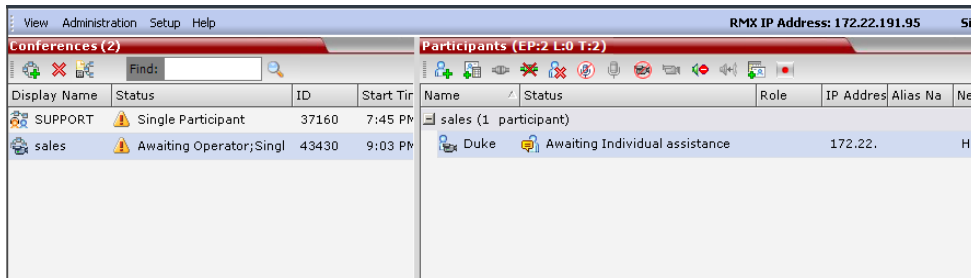 View Administration Setup Help RMX IP Address: 172.22.191.95 Si
Conferences (2)
Find:
Display Name Status ID Start Tin
SUPPORT Single Participant 37160 7:45 PM
sales Awaiting Operator;Singl 43430 9:03 PM
Participants (EP:2 L:0 T:2)
Name Status Role IP Addres Alias Na Ne
sales (1 participant)
Duke Awaiting Individual assistance 172.22. H